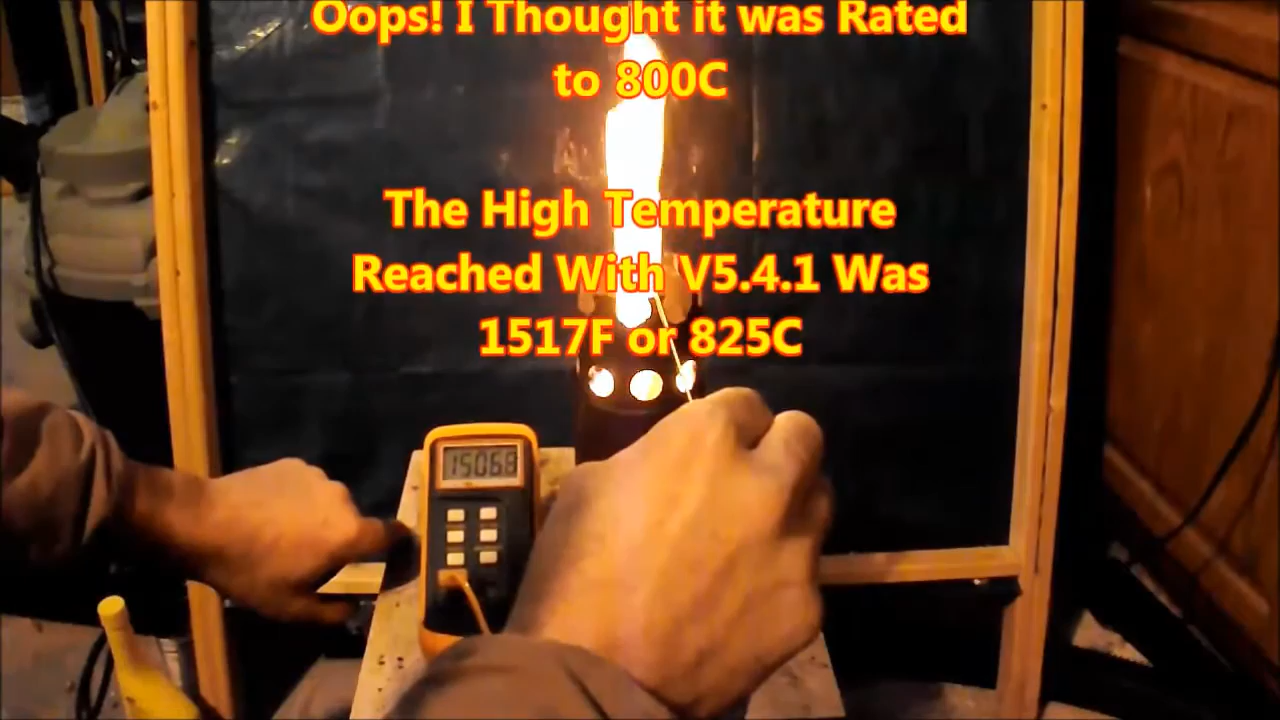 Oops! I Thought it was Rated
to 800C
The High Temperature
Reached With V5.4.1 Was
1517F or 825C
1506.8